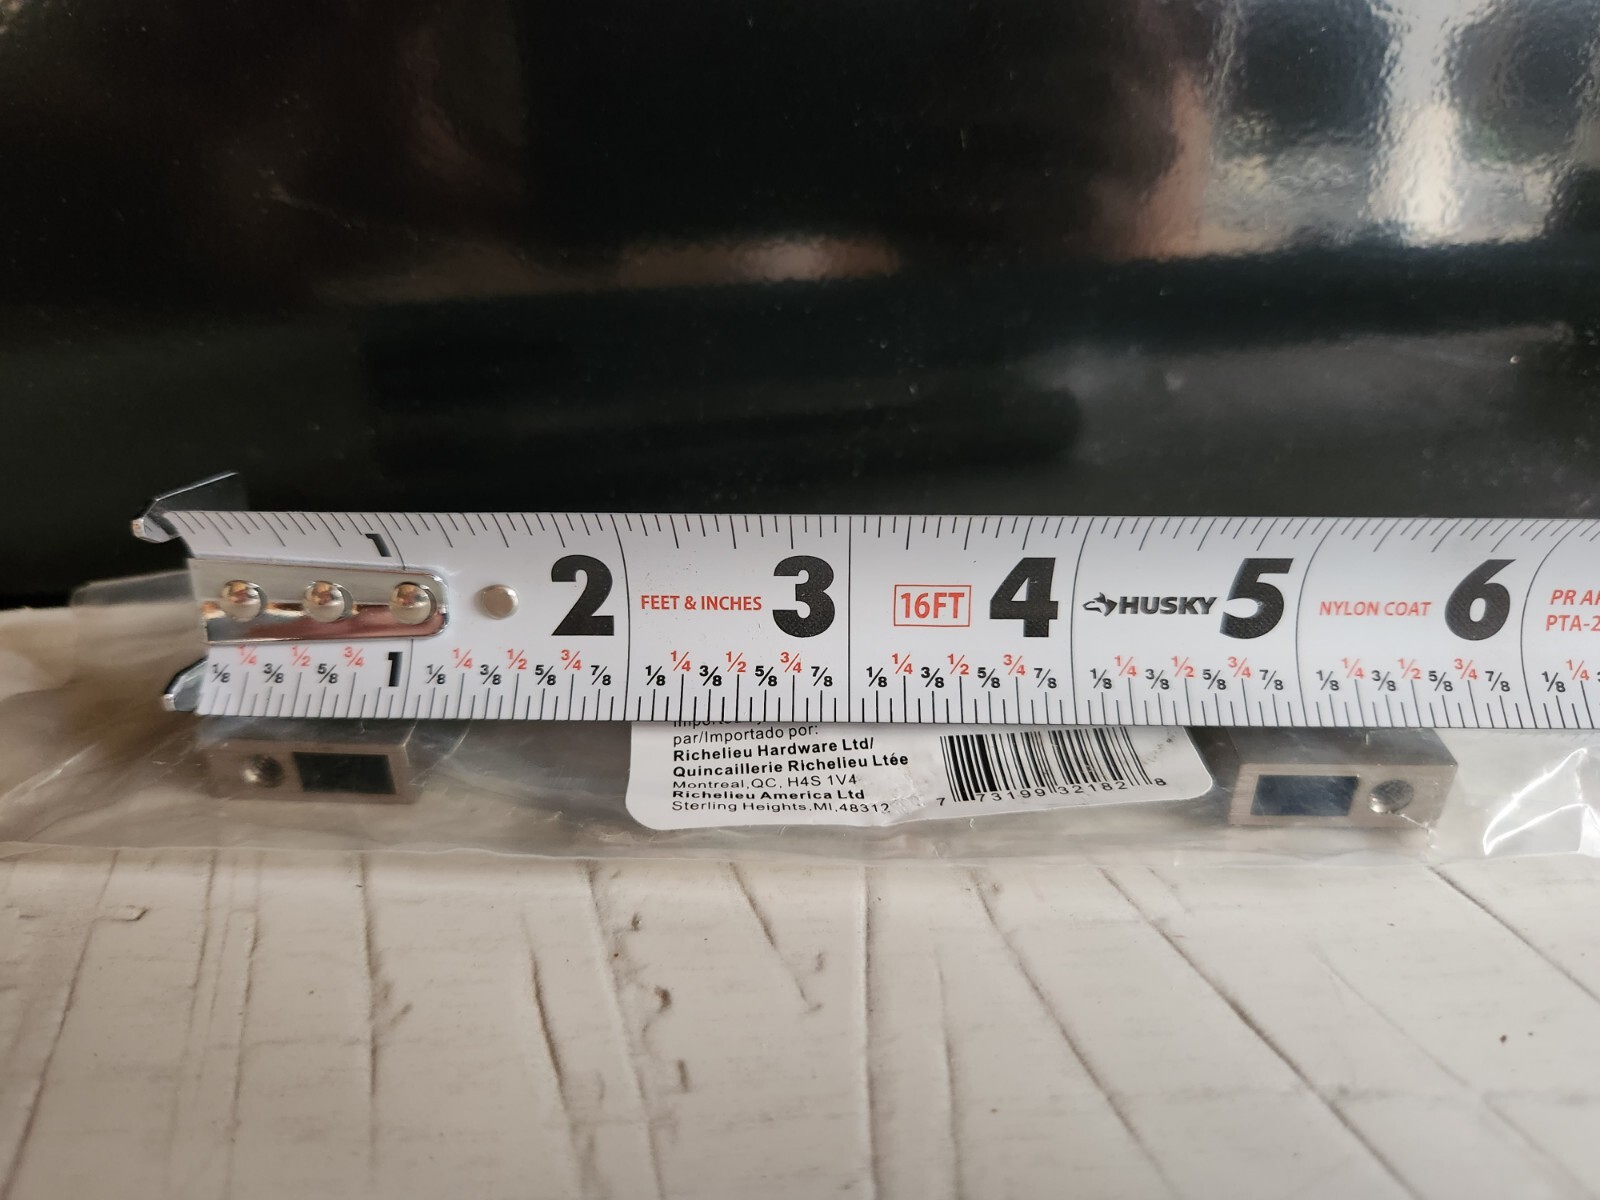 1
2 FEET & INCHES 3 16FT 4 HUSKY 5 NYLON COAT 6
PTA-2
1/8 1/4 3/8 1/2 5/8 3/4 1 1/8 1/4 3/8 1/2 5/8 3/4 7/8 1/8 1/4 3/8 1/2 5/8 3/4 7/8 1/8 1/4 3/8 1/2 5/8 3/4 7/8 1/8 1/4 3/8 1/2 5/8 3/4 7/8 1/8 1/4 3/8 1/2 5/8 3/4 7/8 1/8 1/4
par/Importado por:
Richelieu Hardware Ltd/
Quincaillerie Richelieu Ltée
Montreal,QC, H4S 1V4
Richelieu America Ltd
Sterling Heights,MI,48312
7 73199 32182 8